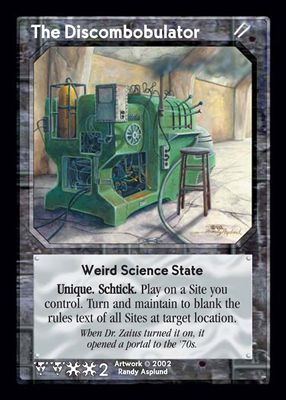 The Discombobulator
Weird Science State
Unique. Schtick. Play on a Site you
control. Turn and maintain to blank the
rules text of all Sites at target location.
When Dr. Zaius turned it on, it
opened a portal to the '70s.
2
Artwork © 2002
Randy Asplund